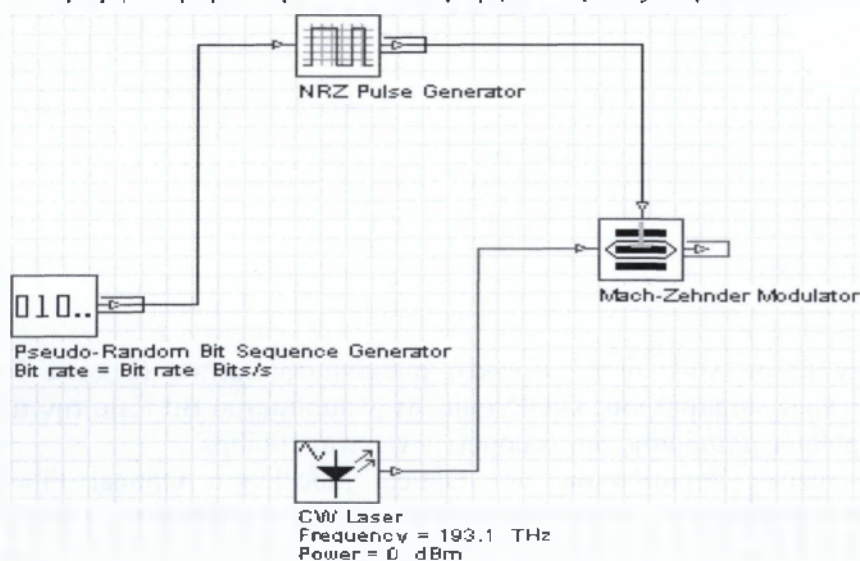 NRZ Pulse Generator
Mach-Zehnder Modulator
010..
Pseudo-Random Bit Sequence Generator
Bit rate = Bit rate Bits/s
CW Laser
Frequency = 193.1 THz
Power = 0 dBm